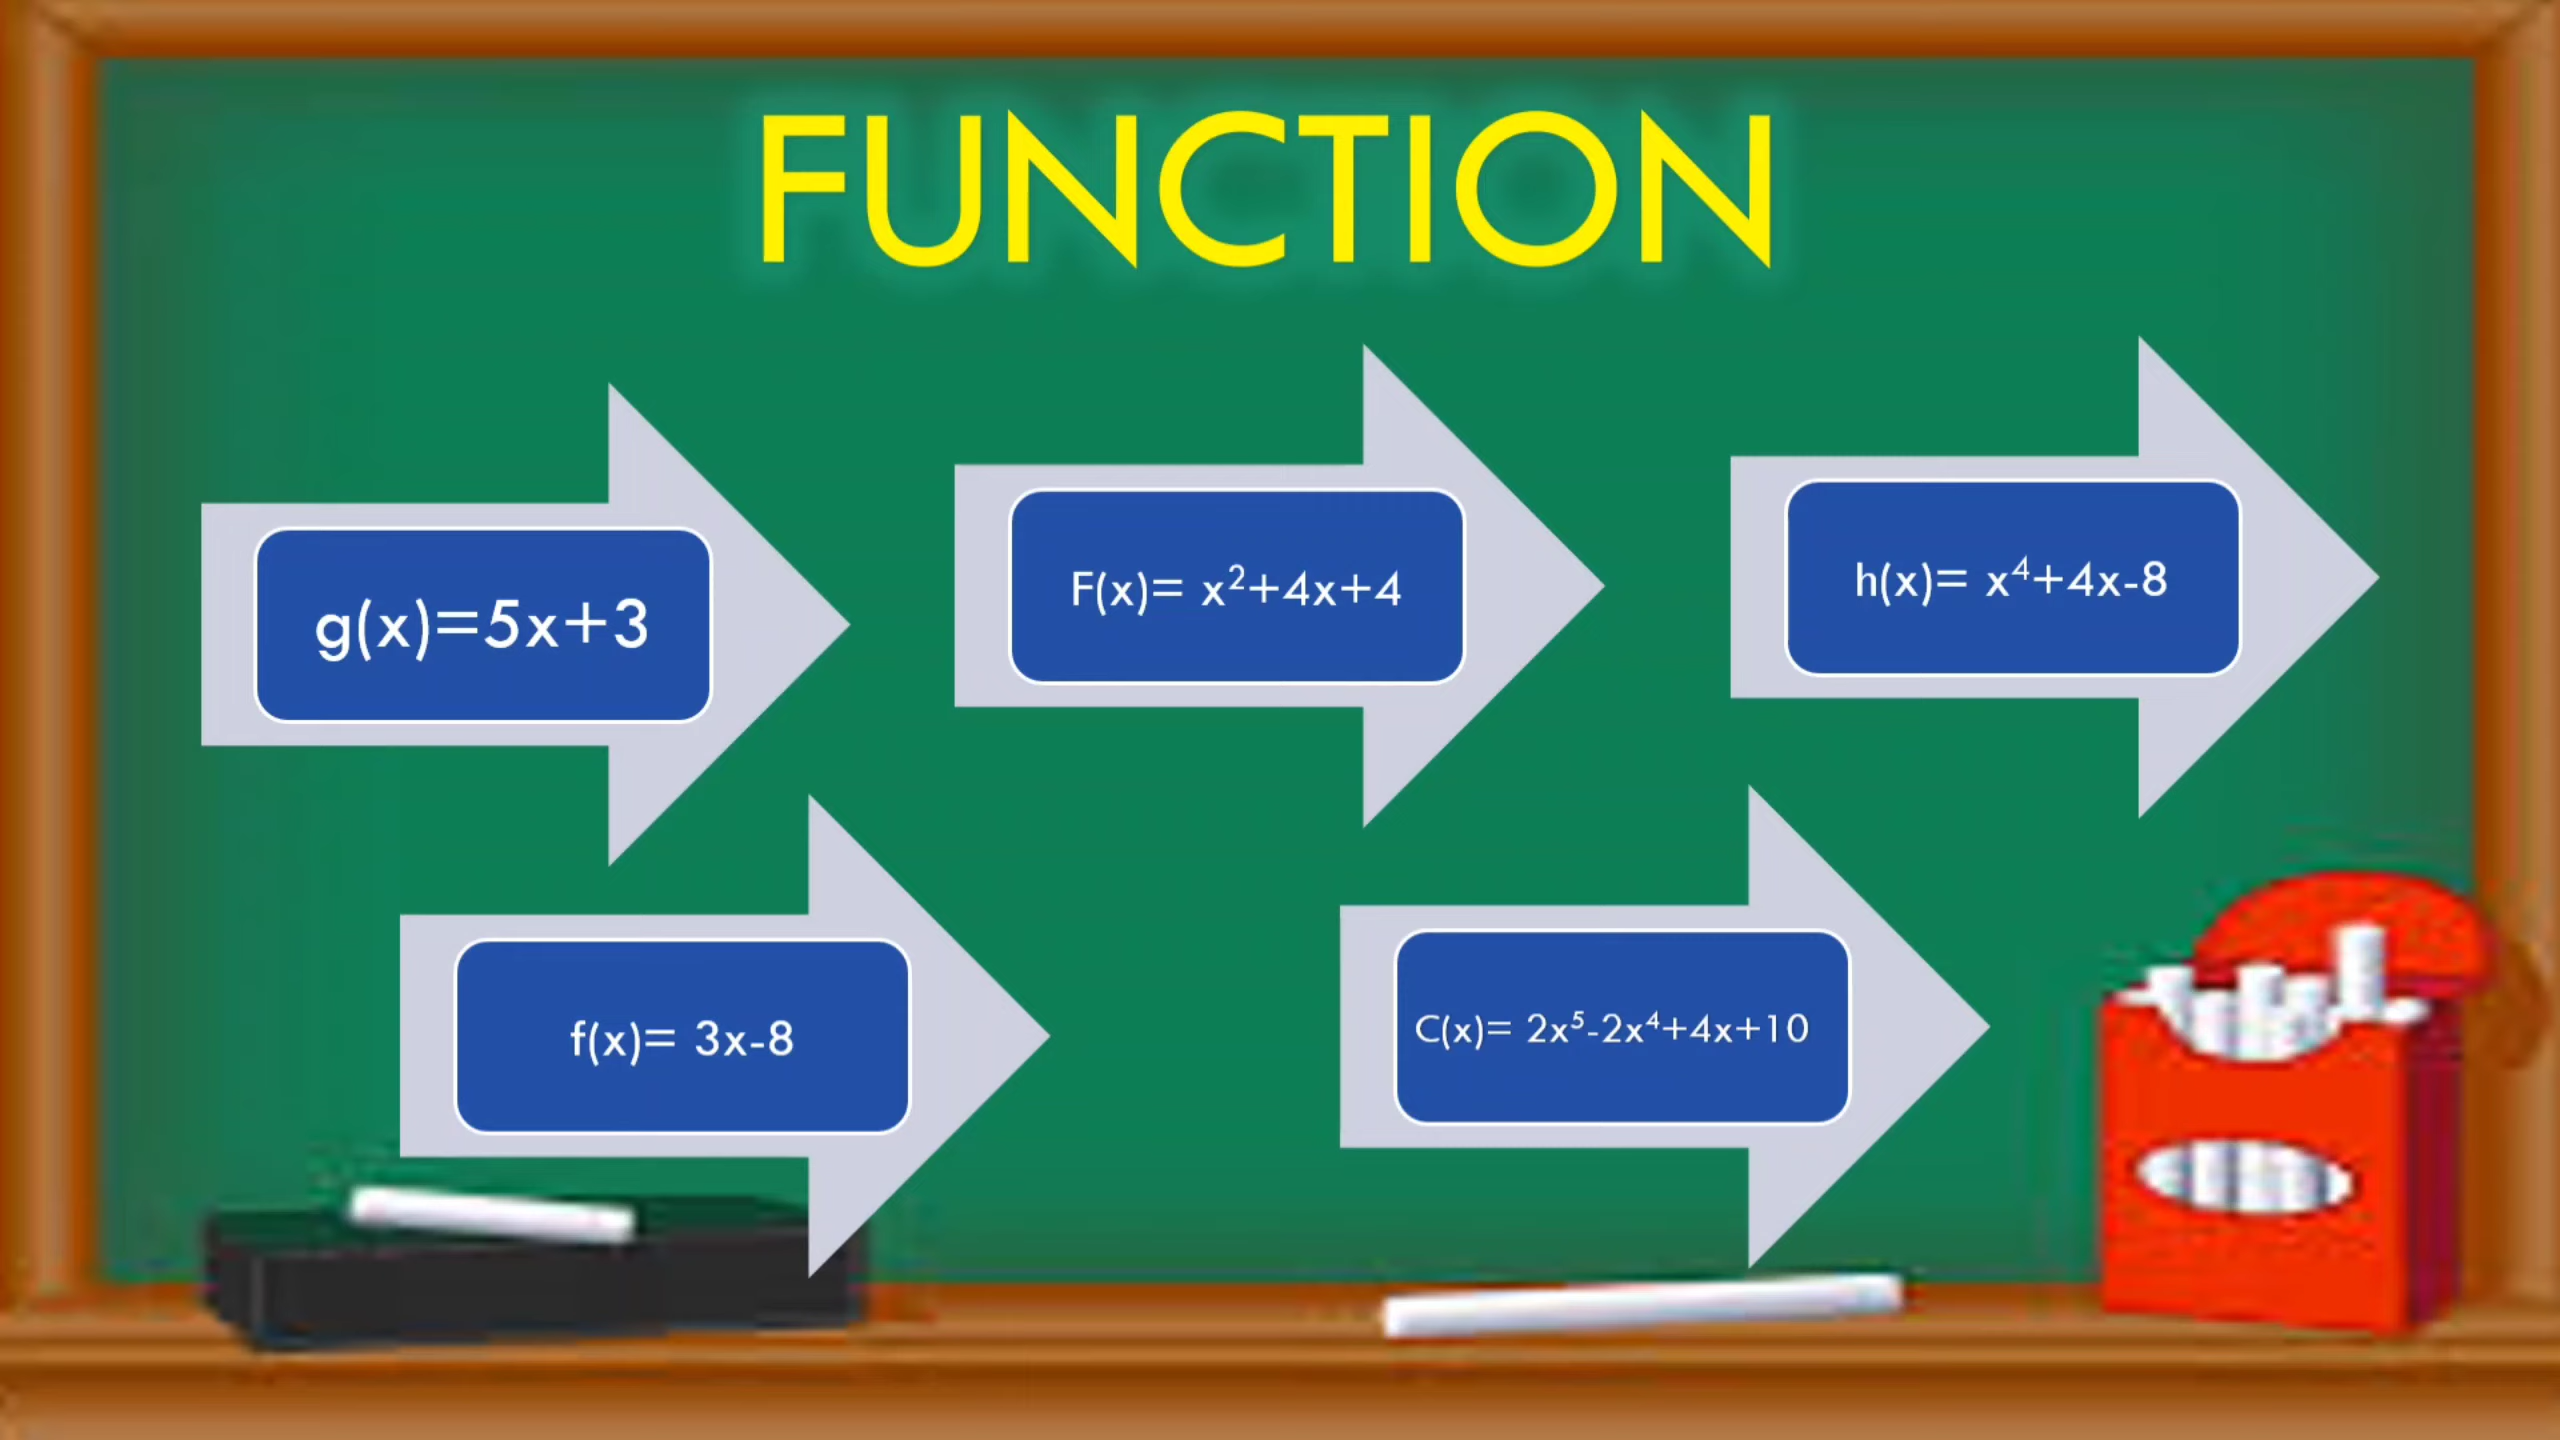 FUNCTION
g(x)=5x+3
F(x)= x²+4x+4
h(x)= x⁴+4x-8
f(x)= 3x-8
C(x)= 2x⁵-2x⁴+4x+10